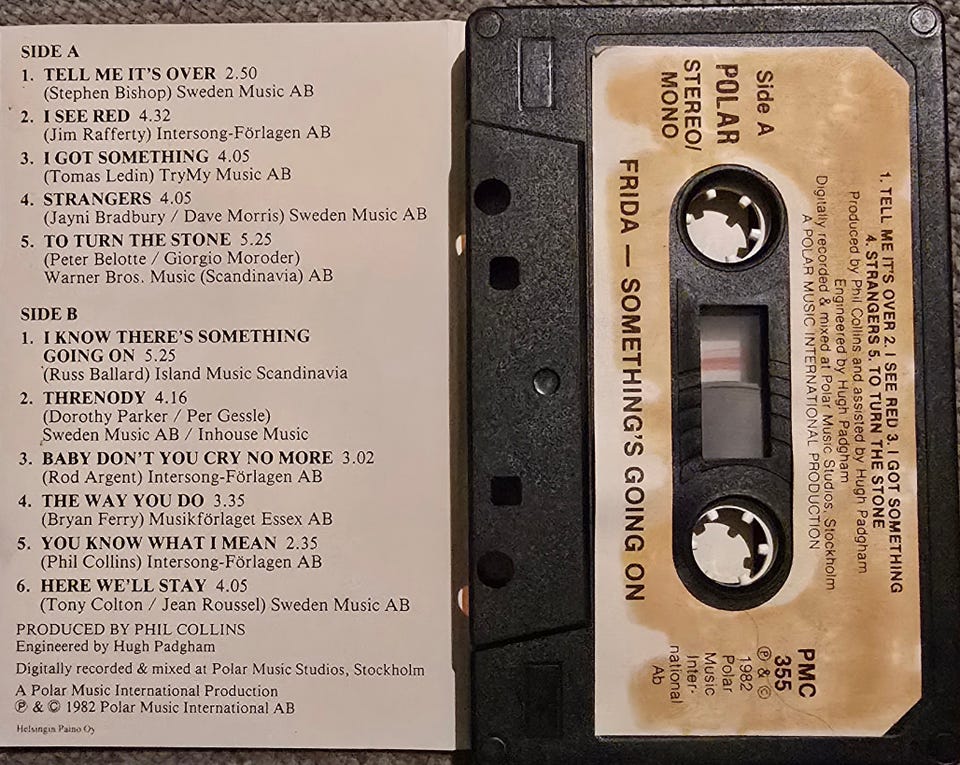 SIDE A
1. TELL ME IT'S OVER 2.50
(Stephen Bishop) Sweden Music AB
2. I SEE RED 4.32
(Jim Rafferty) Intersong-Förlagen AB
3. I GOT SOMETHING 4.05
(Tomas Ledin) TryMy Music AB
4. STRANGERS 4.05
(Jayni Bradbury / Dave Morris) Sweden Music AB
5. TO TURN THE STONE 5.25
(Peter Belotte / Giorgio Moroder)
Warner Bros. Music (Scandinavia) AB
SIDE B
1. I KNOW THERE'S SOMETHING
GOING ON 5.25
(Russ Ballard) Island Music Scandinavia
2. THRENODY 4.16
(Dorothy Parker / Per Gessle)
Sweden Music AB / Inhouse Music
3. BABY DON'T YOU CRY NO MORE 3.02
(Rod Argent) Intersong-Förlagen AB
4. THE WAY YOU DO 3.35
(Bryan Ferry) Musikförlaget Essex AB
5. YOU KNOW WHAT I MEAN 2.35
(Phil Collins) Intersong-Förlagen AB
6. HERE WE'LL STAY 4.05
(Tony Colton / Jean Roussel) Sweden Music AB
PRODUCED BY PHIL COLLINS
Engineered by Hugh Padgham
Digitally recorded & mixed at Polar Music Studios, Stockholm
A Polar Music International Production
℗ & © 1982 Polar Music International AB
Helsingin Paino Oy
Side A
POLAR
STEREO/
MONO
FRIDA — SOMETHING'S GOING ON
1. TELL ME IT'S OVER 2. I SEE RED 3. I GOT SOMETHING
4. STRANGERS 5. TO TURN THE STONE
Produced by Phil Collins and assisted by Hugh Padgham
Engineered by Hugh Padgham
Digitally recorded & mixed at Polar Music Studios, Stockholm
A POLAR MUSIC INTERNATIONAL PRODUCTION
PMC
355
℗ & ©
1982
Polar
Music
Inter-
national
Ab